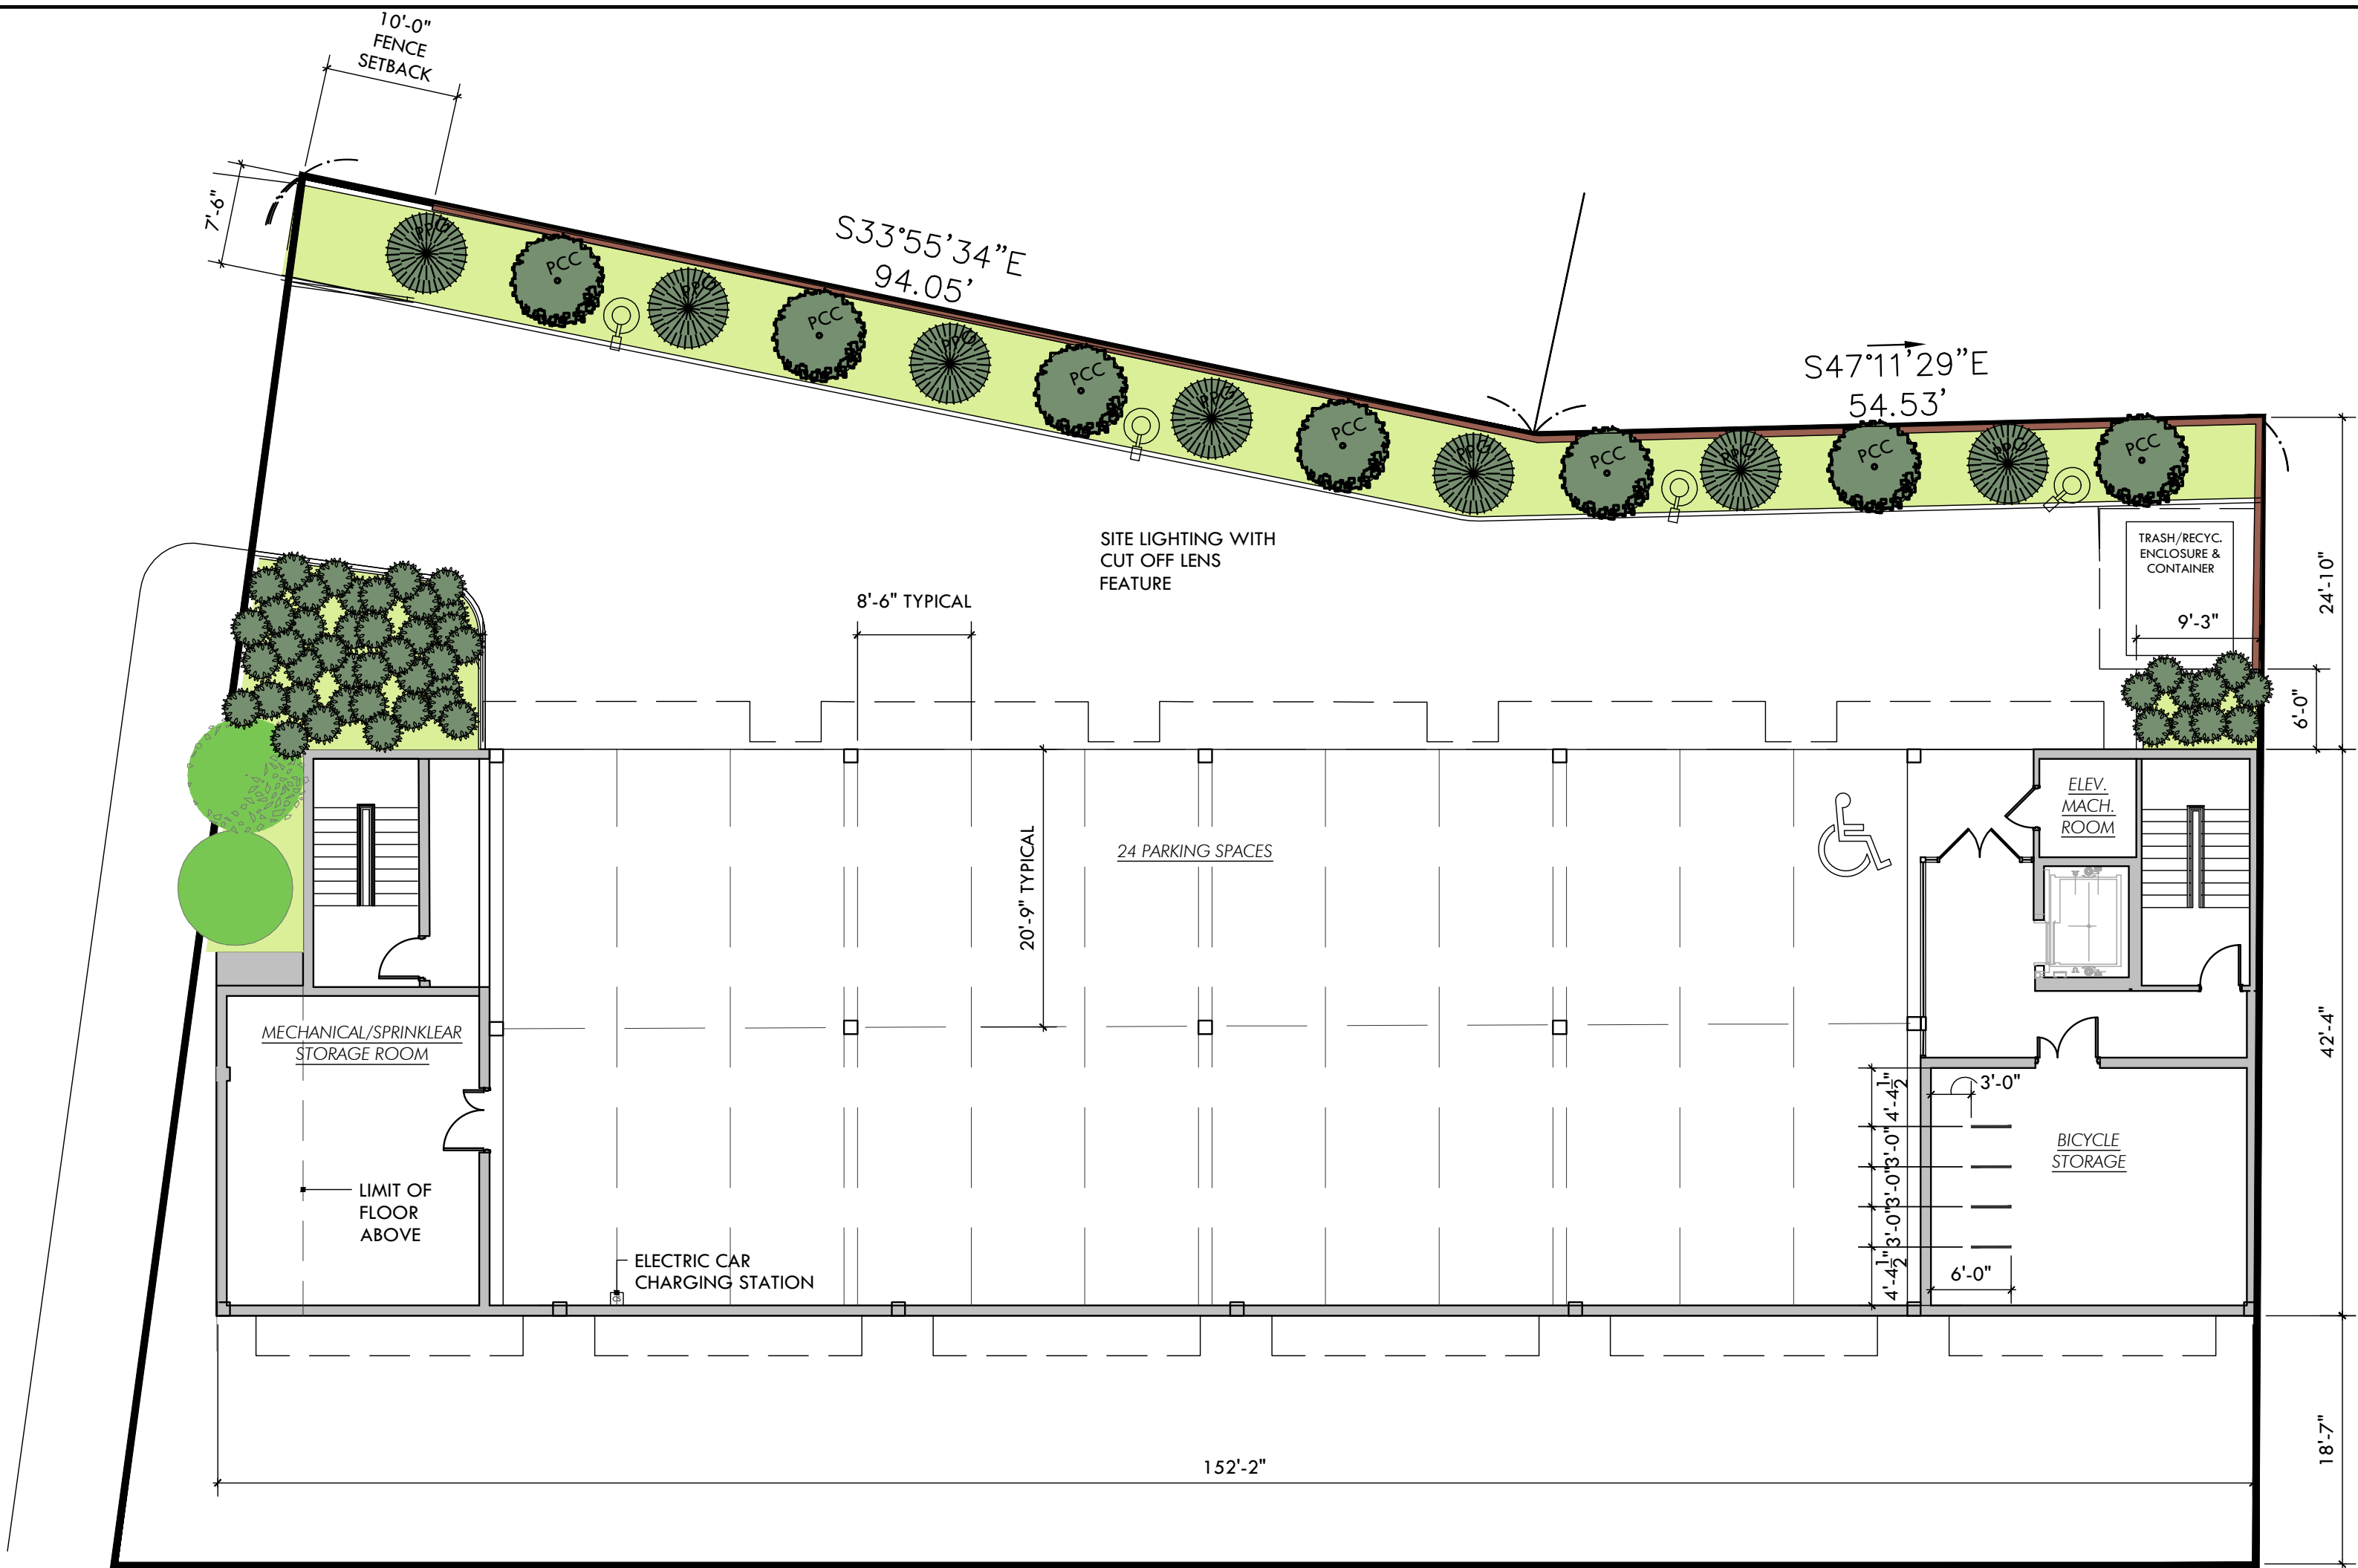 10'-0"
FENCE
SETBACK
7'-6"
S33°55'34"E
94.05'
S47°11'29"E
54.53'
PPG
PCC
PPG
PCC
PPG
PCC
PPG
PCC
PPG
PCC
PPG
PCC
PPG
PCC
SITE LIGHTING WITH
CUT OFF LENS
FEATURE
TRASH/RECYC.
ENCLOSURE &
CONTAINER
24'-10"
9'-3"
6'-0"
8'-6" TYPICAL
20'-9" TYPICAL
24 PARKING SPACES
ELEV.
MACH.
ROOM
MECHANICAL/SPRINKLEAR
STORAGE ROOM
42'-4"
4'-4 1/2"
3'-0"
3'-0"
3'-0"
3'-0"
4'-4 1/2"
BICYCLE
STORAGE
6'-0"
LIMIT OF
FLOOR
ABOVE
ELECTRIC CAR
CHARGING STATION
18'-7"
152'-2"